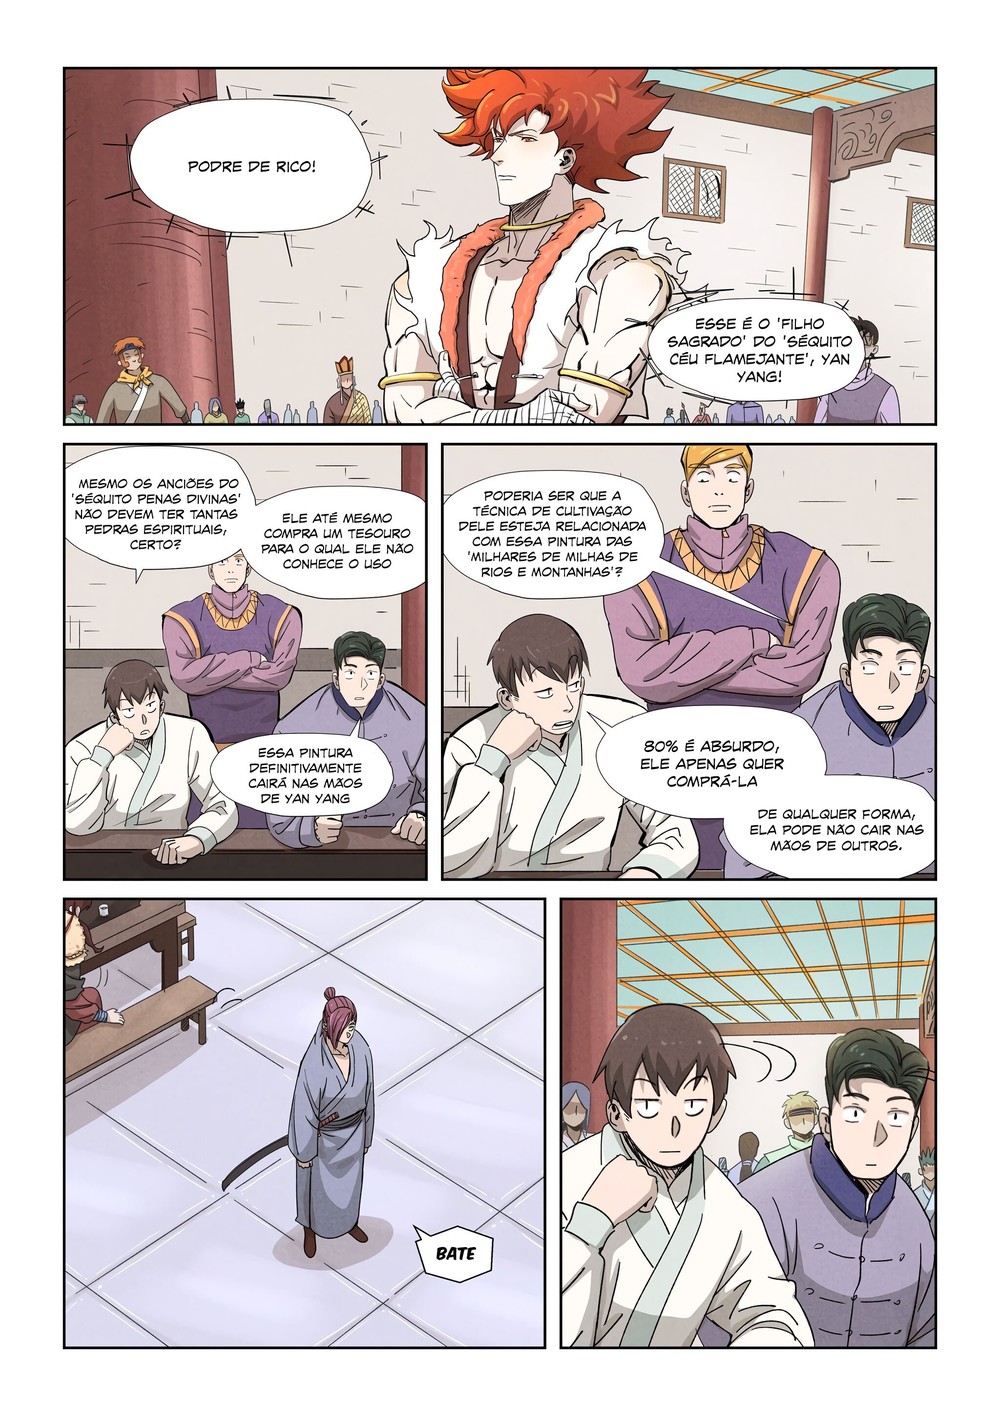 PODRE DE RICO!
ESSE É O 'FILHO
SAGRADO' DO 'SÉQUITO
CÉU FLAMEJANTE', YAN
YANG!
MESMO OS ANCIÕES DO
'SÉQUITO PENAS DIVINAS'
NÃO DEVEM TER TANTAS
PEDRAS ESPIRITUAIS,
CERTO?
ELE ATÉ MESMO
COMPRA UM TESOURO
PARA O QUAL ELE NÃO
CONHECE O USO
ESSA PINTURA
DEFINITIVAMENTE
CAIRÁ NAS MÃOS
DE YAN YANG
PODERIA SER QUE A
TÉCNICA DE CULTIVAÇÃO
DELE ESTEJA RELACIONADA
COM ESSA PINTURA DAS
'MILHARES DE MILHAS DE
RIOS E MONTANHAS'?
80% É ABSURDO,
ELE APENAS QUER
COMPRÁ-LA
DE QUALQUER FORMA,
ELA PODE NÃO CAIR NAS
MÃOS DE OUTROS.
BATE